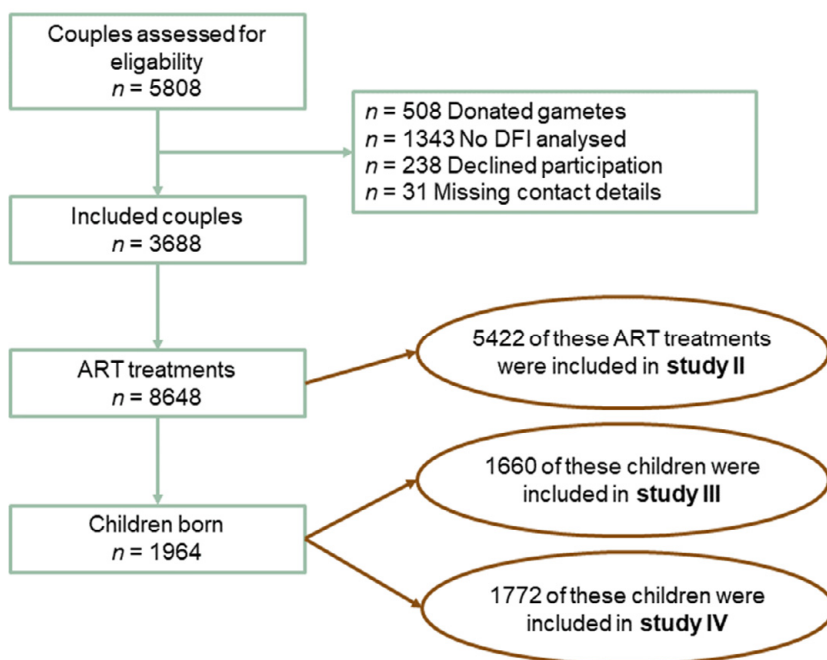 Couples assessed for
eligability
n = 5808
n = 508 Donated gametes
n = 1343 No DFI analysed
n = 238 Declined participation
n = 31 Missing contact details
Included couples
n = 3688
5422 of these ART treatments
were included in study II
ART treatments
n = 8648
1660 of these children were
included in study III
Children born
n = 1964
1772 of these children were
included in study IV